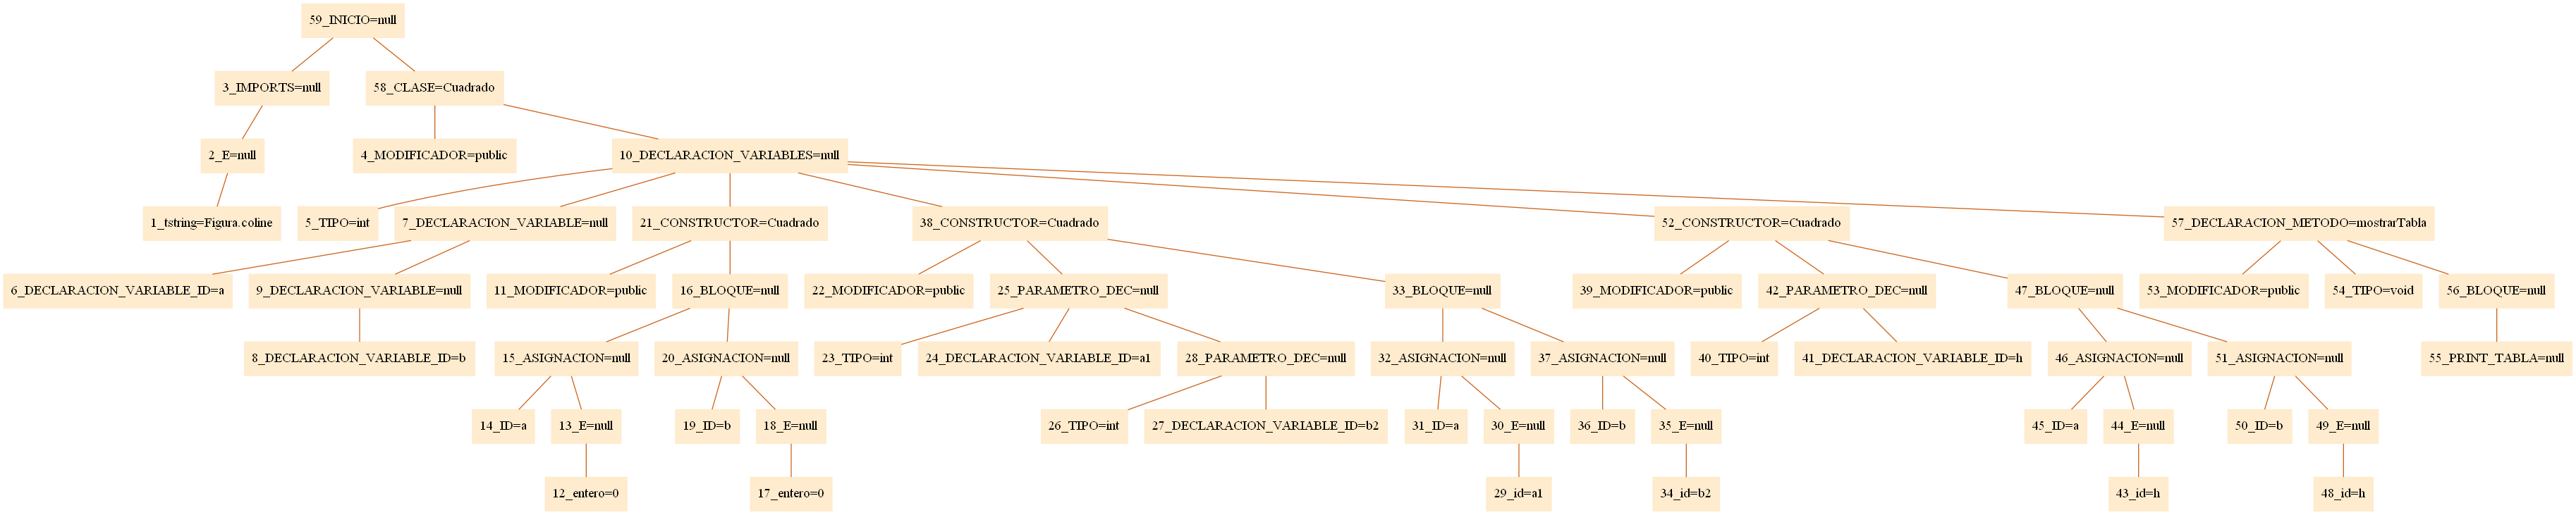 59_INICIO=null
3_IMPORTS=null
58_CLASE=Cuadrado
2_E=null
4_MODIFICADOR=public
10_DECLARACION_VARIABLES=null
1_tstring=Figura.coline
5_TIPO=int
7_DECLARACION_VARIABLE=null
21_CONSTRUCTOR=Cuadrado
38_CONSTRUCTOR=Cuadrado
52_CONSTRUCTOR=Cuadrado
57_DECLARACION_METODO=mostrarTabla
6_DECLARACION_VARIABLE_ID=a
9_DECLARACION_VARIABLE=null
11_MODIFICADOR=public
16_BLOQUE=null
22_MODIFICADOR=public
25_PARAMETRO_DEC=null
33_BLOQUE=null
39_MODIFICADOR=public
42_PARAMETRO_DEC=null
47_BLOQUE=null
53_MODIFICADOR=public
54_TIPO=void
56_BLOQUE=null
8_DECLARACION_VARIABLE_ID=b
15_ASIGNACION=null
20_ASIGNACION=null
23_TIPO=int
24_DECLARACION_VARIABLE_ID=a1
28_PARAMETRO_DEC=null
32_ASIGNACION=null
37_ASIGNACION=null
40_TIPO=int
41_DECLARACION_VARIABLE_ID=h
46_ASIGNACION=null
51_ASIGNACION=null
55_PRINT_TABLA=null
14_ID=a
13_E=null
19_ID=b
18_E=null
26_TIPO=int
27_DECLARACION_VARIABLE_ID=b2
31_ID=a
30_E=null
36_ID=b
35_E=null
45_ID=a
44_E=null
50_ID=b
49_E=null
12_entero=0
17_entero=0
29_id=a1
34_id=b2
43_id=h
48_id=h